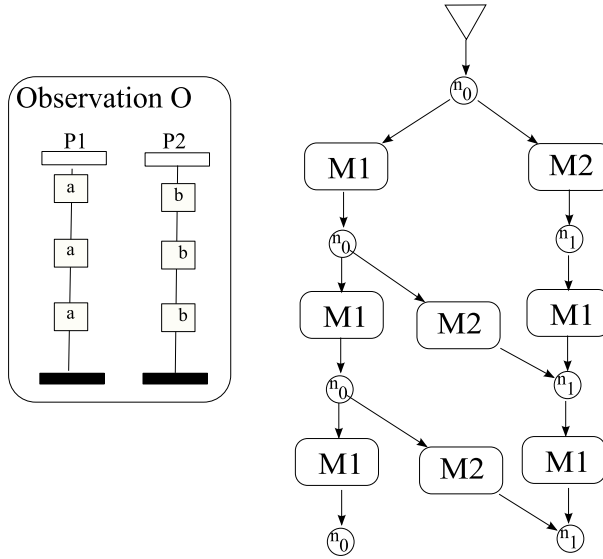 Observation O
P1 P2
a b
a b
a b
n0
M1 M2
n0 n1
M1 M2 M1
n0 n1
M1 M2 M1
n0 n1